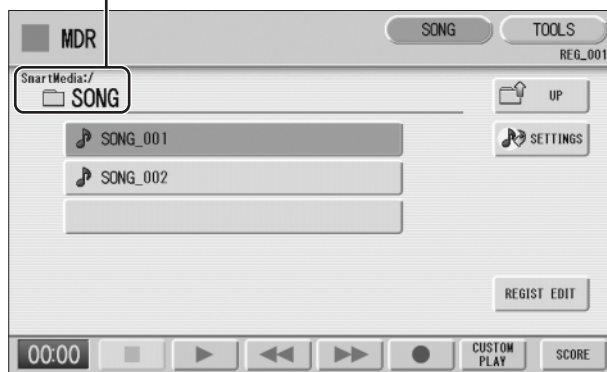 MDR
SONG
TOOLS
REG_001
SmartMedia:/
SONG
UP
SONG_001
SETTINGS
SONG_002
REGIST EDIT
00:00
CUSTOM
PLAY
SCORE